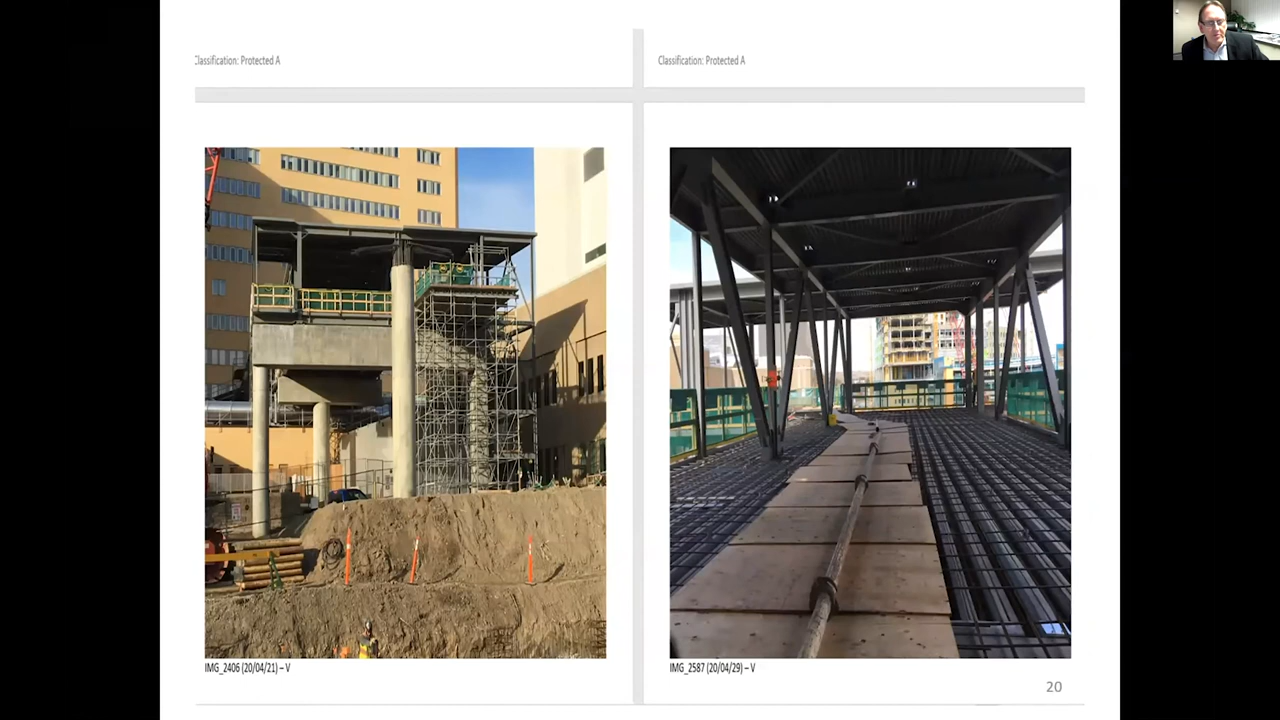 Classification: Protected A
Classification: Protected A
IMG_2406 (20/04/21) – V
IMG_2587 (20/04/29) – V
20